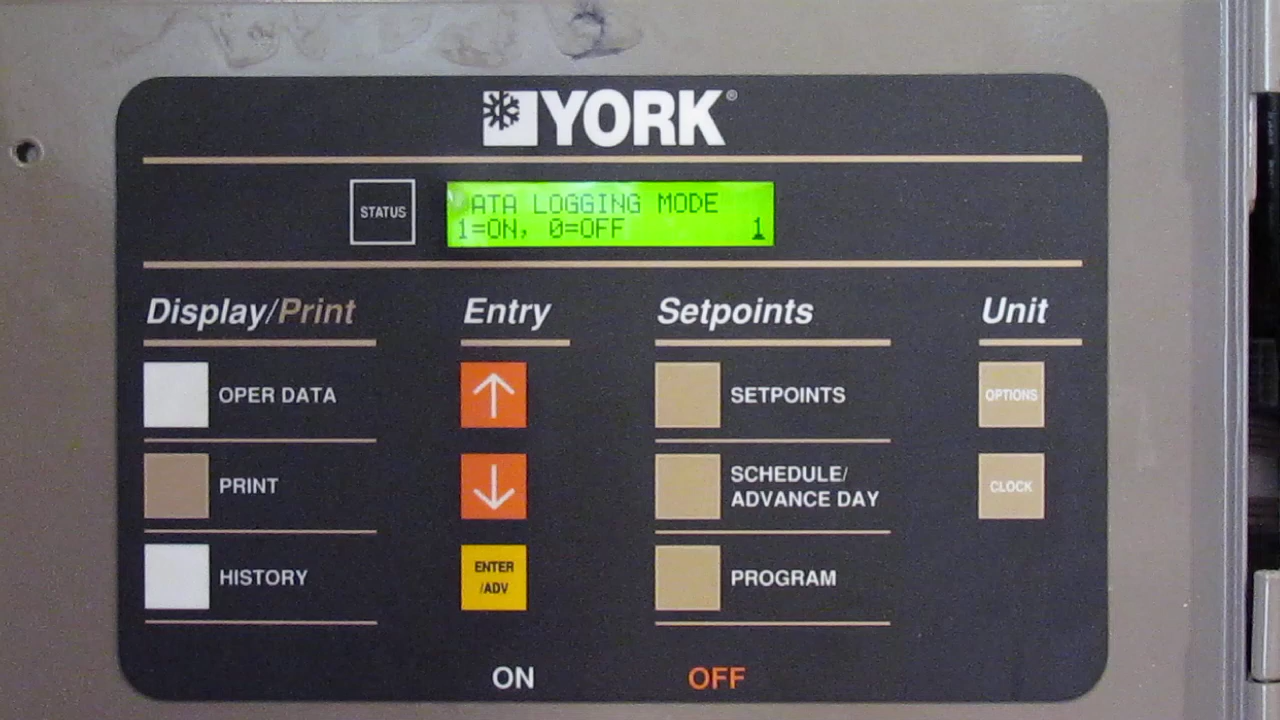 YORK®
STATUS
DATA LOGGING MODE
1=ON, 0=OFF 1
Display/Print
OPER DATA
PRINT
HISTORY
Entry
↑
↓
ENTER
/ADV
Setpoints
SETPOINTS
SCHEDULE/
ADVANCE DAY
PROGRAM
Unit
OPTIONS
CLOCK
ON
OFF